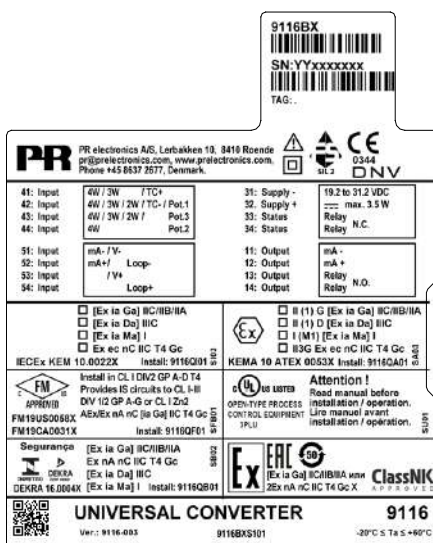 9116BX
SN:YYxxxxxxx
TAG: .
PR
PR electronics A/S, Lerbakken 10, 8410 Roende
pr@prelectronics.com, www.prelectronics.com.
Phone +45 8637 2677, Denmark.
SIL 2
CE
0344
DNV
41: Input 4W / 3W / TC+
42: Input 4W / 3W / 2W / TC- / Pot.1
43: Input 4W / 3W / 2W / Pot.3
44: Input 4W Pot.2
31: Supply - 19.2 to 31.2 VDC
32. Supply + max. 3.5 W
33: Status Relay
34: Status Relay N.C.
51: Input mA- / V-
52: Input mA+/ Loop-
53: Input / V+
54: Input Loop+
11: Output mA -
12: Output mA +
13: Output Relay
14: Output Relay N.O.
[Ex ia Ga] IIC/IIB/IIA
[Ex ia Da] IIIC
[Ex ia Ma] I
Ex ec nC IIC T4 Gc
IECEx KEM 10.0022X Install: 9116QI01
SI02
Ex
II (1) G [Ex ia Ga] IIC/IIB/IIA
II (1) D [Ex ia Da] IIIC
I (M1) [Ex ia Ma] I
II3G Ex ec nC IIC T4 Gc
KEMA 10 ATEX 0053X Install: 9116QA01
SA03
FM
APPROVED
FM19US0058X
FM19CA0031X
Install in CL I DIV2 GP A-D T4
Provides IS circuits to CL I-III
DIV 1/2 GP A-G or CL I Zn2
AEx/Ex nA nC [ia Ga] IIC T4 Gc
Install: 9116QF01
SFB01
c UL us LISTED
OPEN-TYPE PROCESS
CONTROL EQUIPMENT
3PLU
Attention !
Read manual before
installation / operation.
Lire manuel avant
installation / operation.
SU01
Segurança
DEKRA
DEKRA 16.0004X
[Ex ia Ga] IIC/IIB/IIA
Ex nA nC IIC T4 Gc
[Ex ia Da] IIIC
[Ex ia Ma] I Install: 9116QB01
SB02
Ex
EAC
50
[Ex ia Ga] IIC/IIB/IIA или
2Ex nA nC IIC T4 Gc X
ClassNK
APPROVED
UNIVERSAL CONVERTER 9116
Ver.: 9116-003 9116BXS101 -20°C ≤ Ta ≤ +60°C